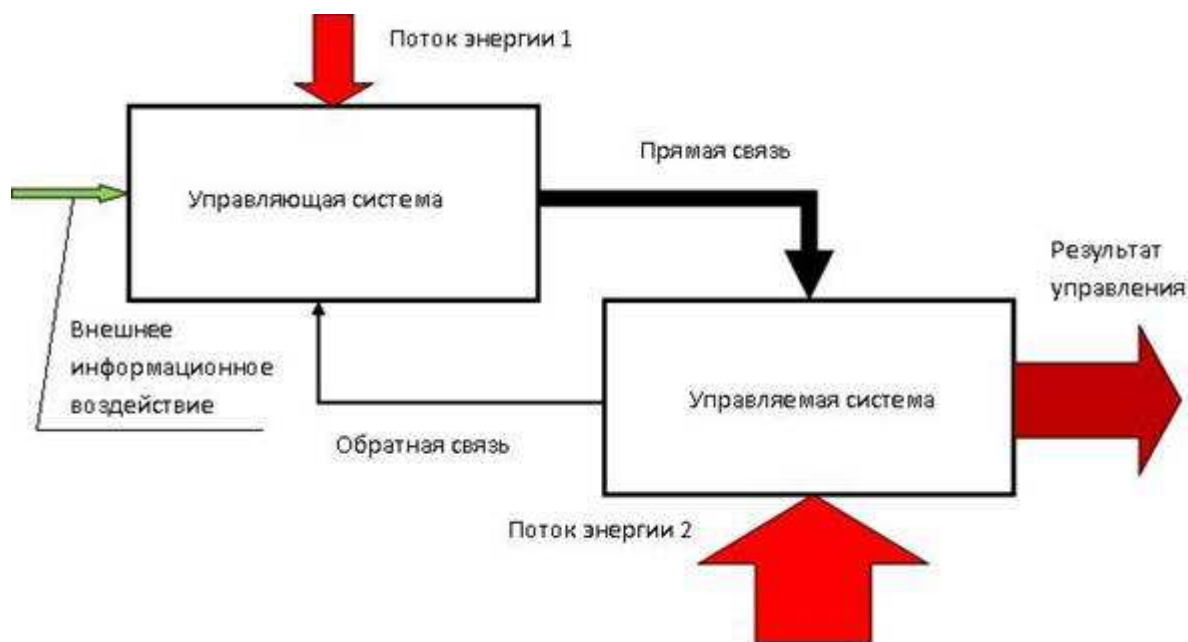 Поток энергии 1
Прямая связь
Управляющая система
Результат
управления
Внешнее
информационное
воздействие
Управляемая система
Обратная связь
Поток энергии 2